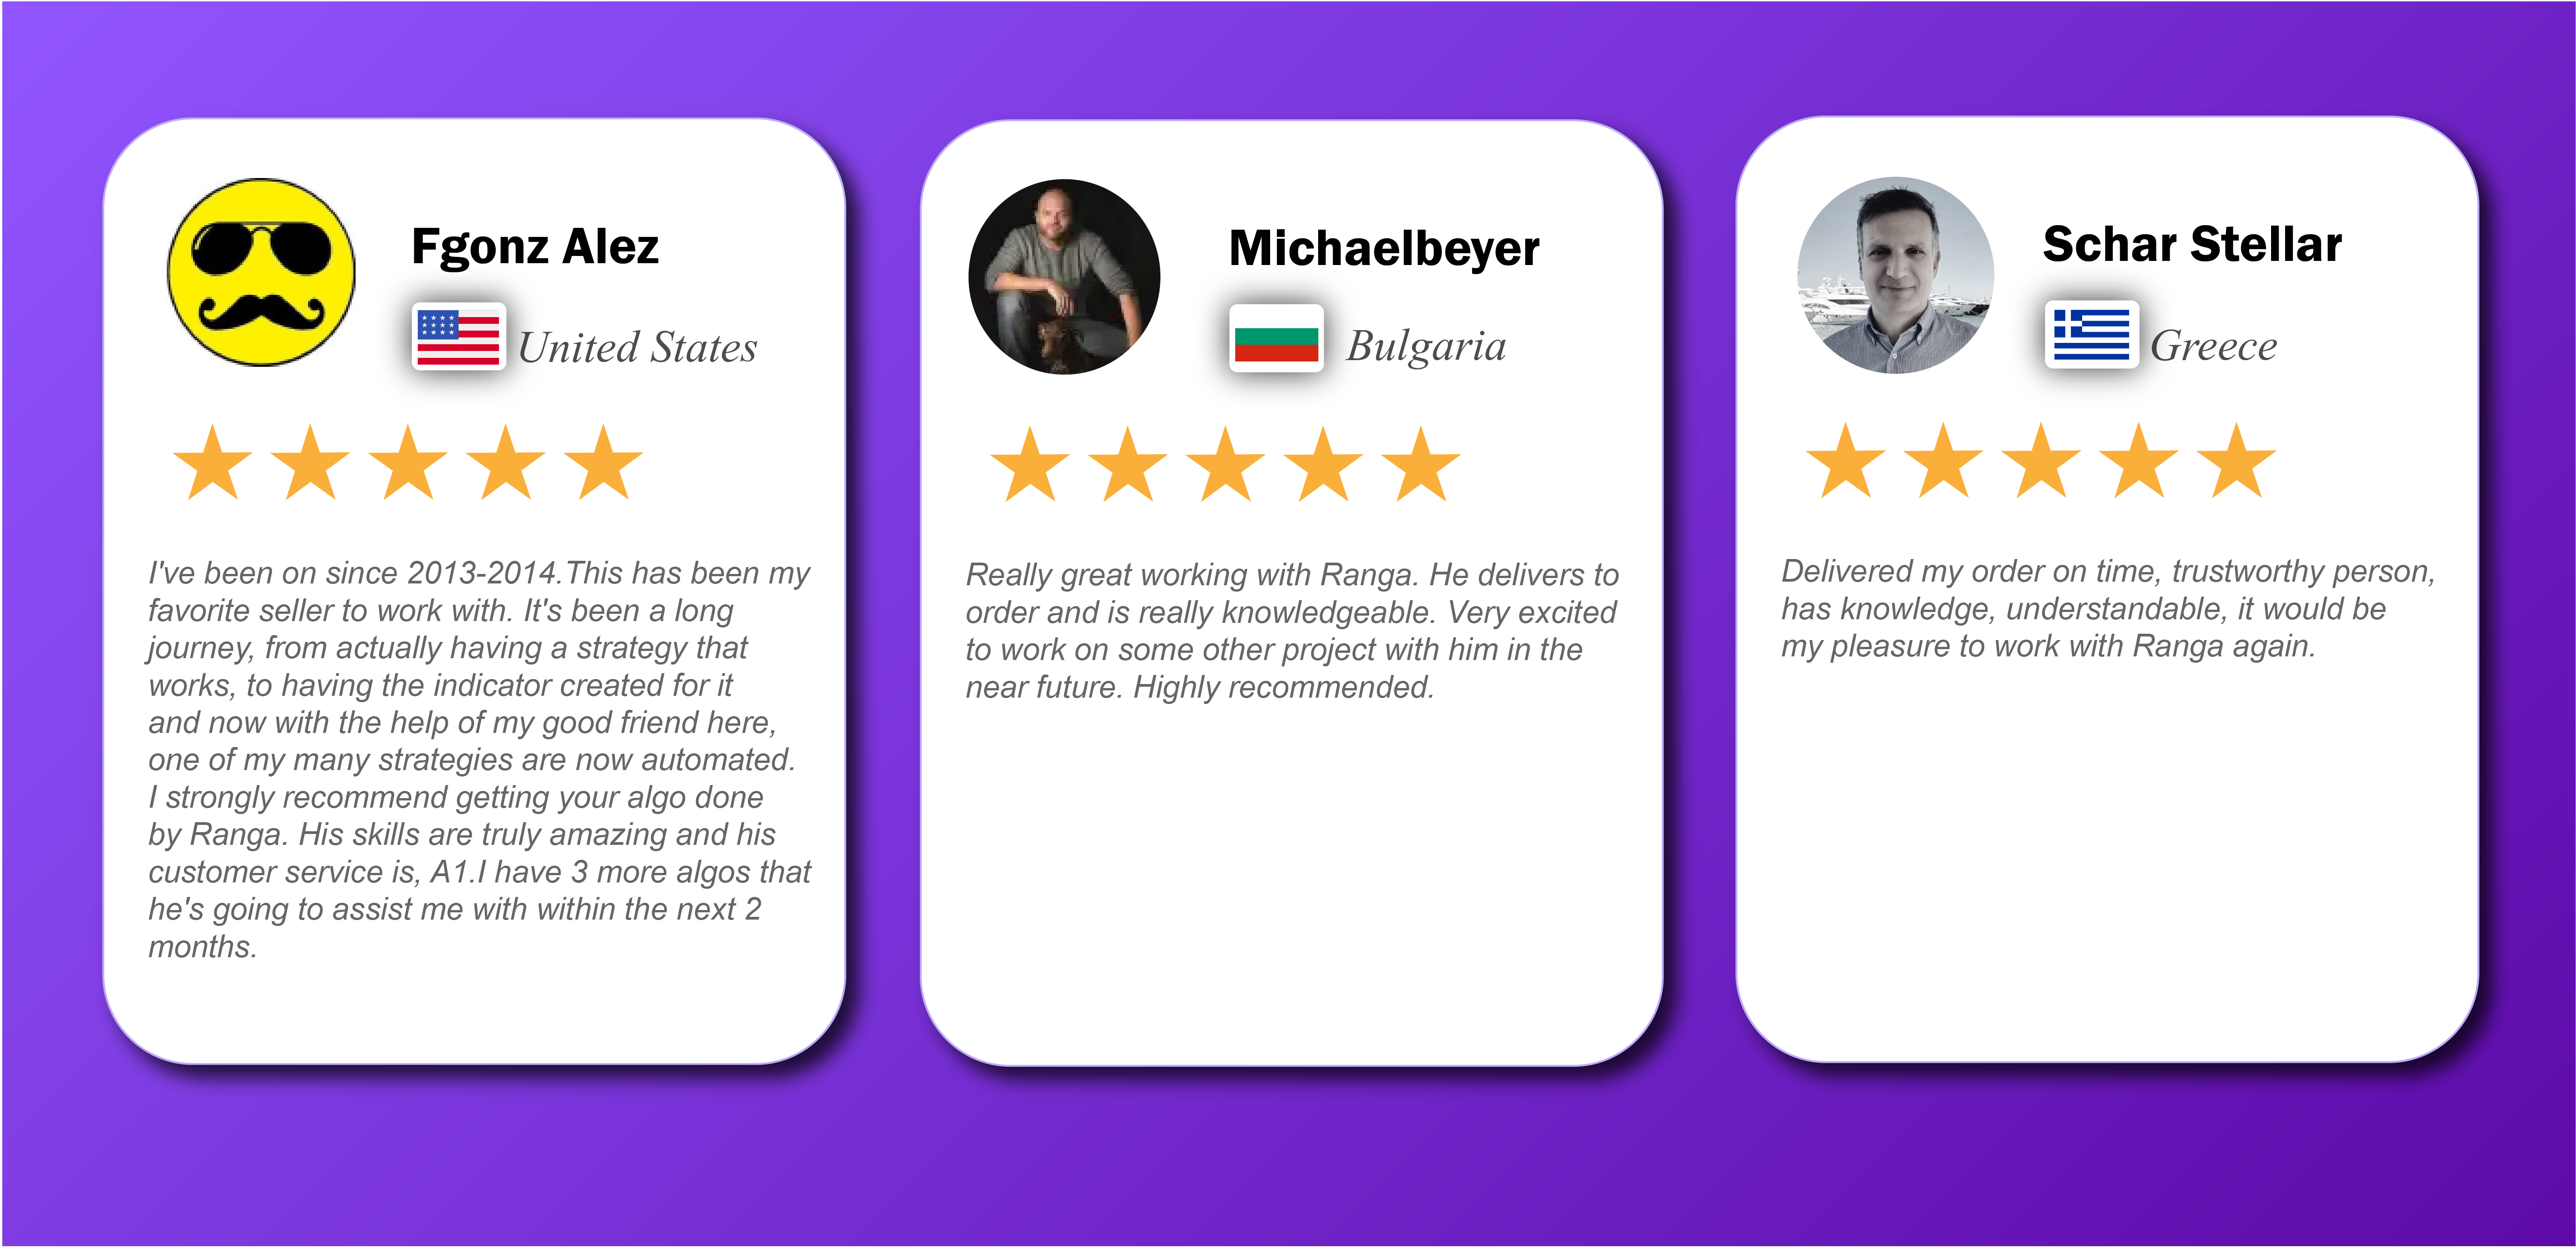 Fgonz Alez
United States
I've been on since 2013-2014.This has been my
favorite seller to work with. It's been a long
journey, from actually having a strategy that
works, to having the indicator created for it
and now with the help of my good friend here,
one of my many strategies are now automated.
I strongly recommend getting your algo done
by Ranga. His skills are truly amazing and his
customer service is, A1.I have 3 more algos that
he's going to assist me with within the next 2
months.
Michaelbeyer
Bulgaria
Really great working with Ranga. He delivers to
order and is really knowledgeable. Very excited
to work on some other project with him in the
near future. Highly recommended.
Schar Stellar
Greece
Delivered my order on time, trustworthy person,
has knowledge, understandable, it would be
my pleasure to work with Ranga again.